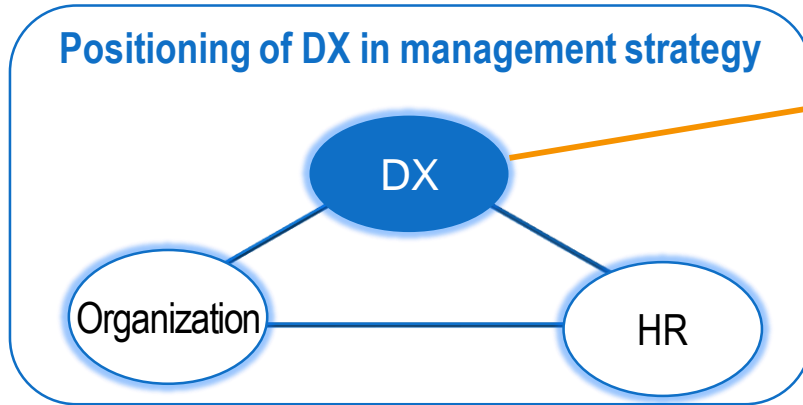 Positioning of DX in management strategy
DX
Organization
HR